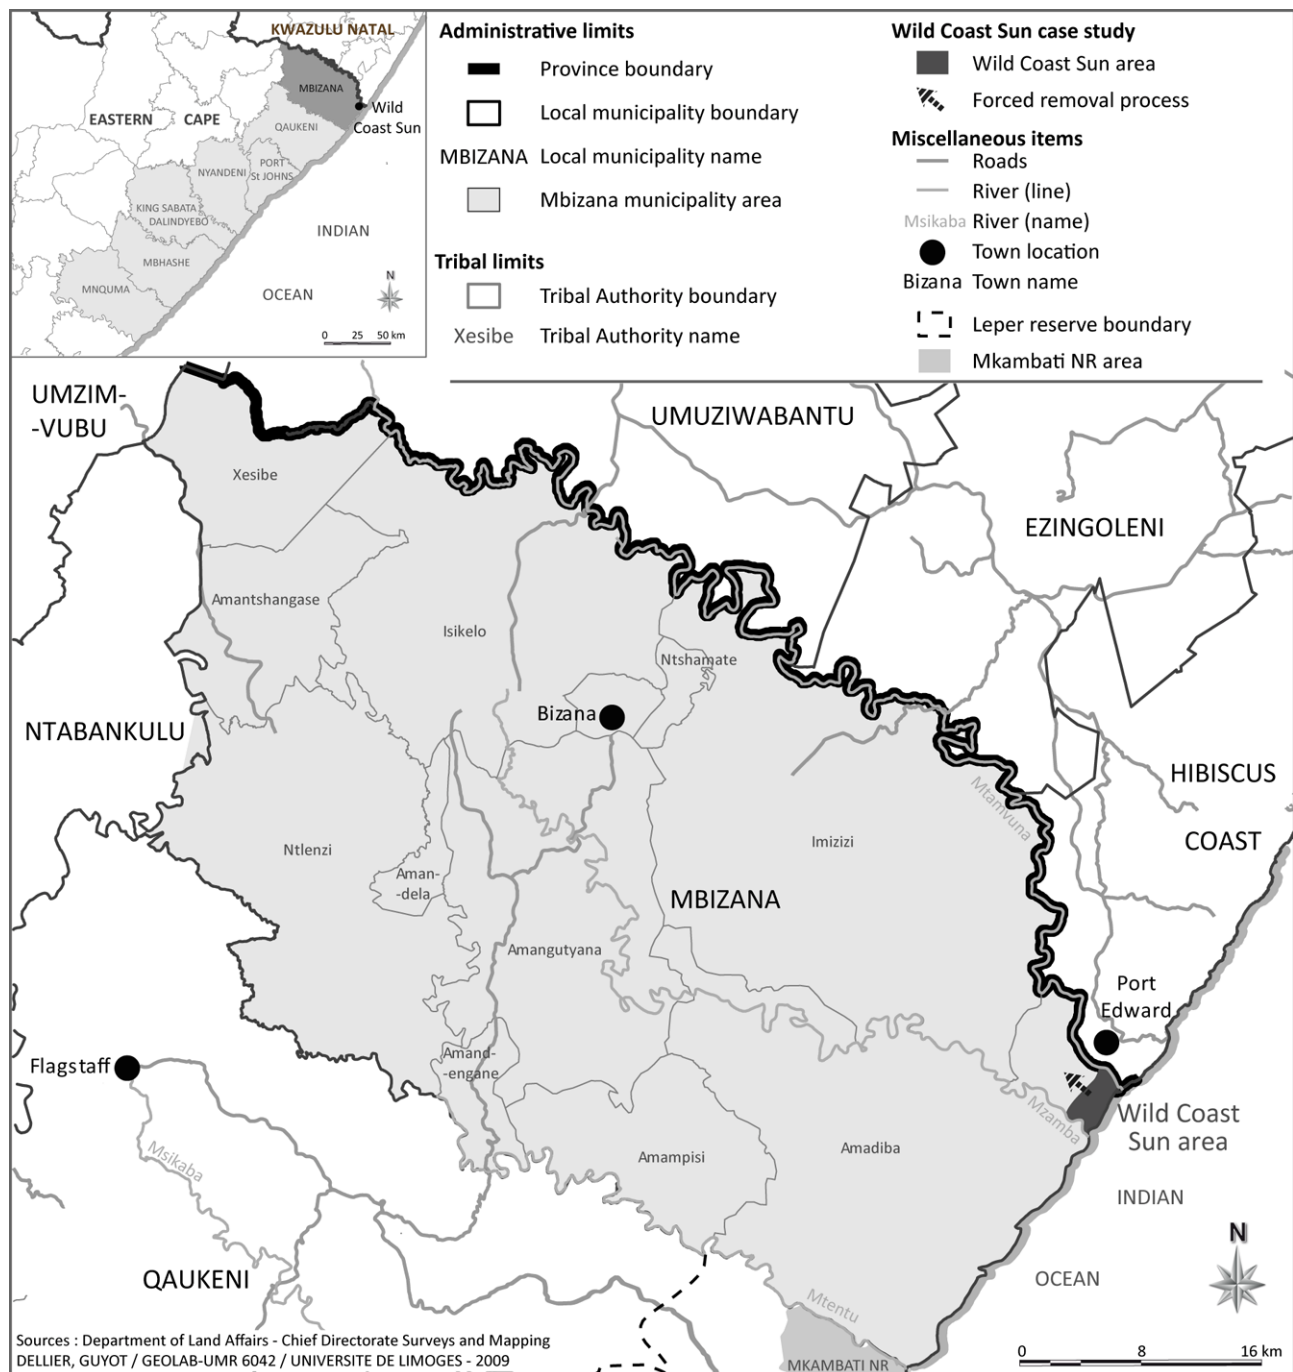 KWAZULU NATAL
MBIZANA
Wild
Coast Sun
EASTERN CAPE
QAUKENI
NYANDENI
PORT
St JOHNS
KING SABATA
DALINDYEBO
MBHASHE
MNQUMA
INDIAN
OCEAN
N
0 25 50 km
Administrative limits
Province boundary
Local municipality boundary
MBIZANA Local municipality name
Mbizana municipality area
Tribal limits
Tribal Authority boundary
Xesibe Tribal Authority name
Wild Coast Sun case study
Wild Coast Sun area
Forced removal process
Miscellaneous items
Roads
River (line)
Msikaba River (name)
Town location
Bizana Town name
Leper reserve boundary
Mkambati NR area
UMZIM-
-VUBU
UMUZIWABANTU
Xesibe
EZINGOLENI
Amantshangase
Isikelo
Ntshamate
Bizana
NTABANKULU
HIBISCUS
COAST
Mtamvuna
Imizizi
Ntlenzi
Aman-
-dela
MBIZANA
Amangutyana
Port
Edward
Flagstaff
Amand-
-engane
Mzamba
Wild Coast
Sun area
Msikaba
Amampisi
Amadiba
INDIAN
OCEAN
N
QAUKENI
Mtentu
MKAMBATI NR
0 8 16 km
Sources : Department of Land Affairs - Chief Directorate Surveys and Mapping
DELLIER, GUYOT / GEOLAB-UMR 6042 / UNIVERSITE DE LIMOGES - 2009